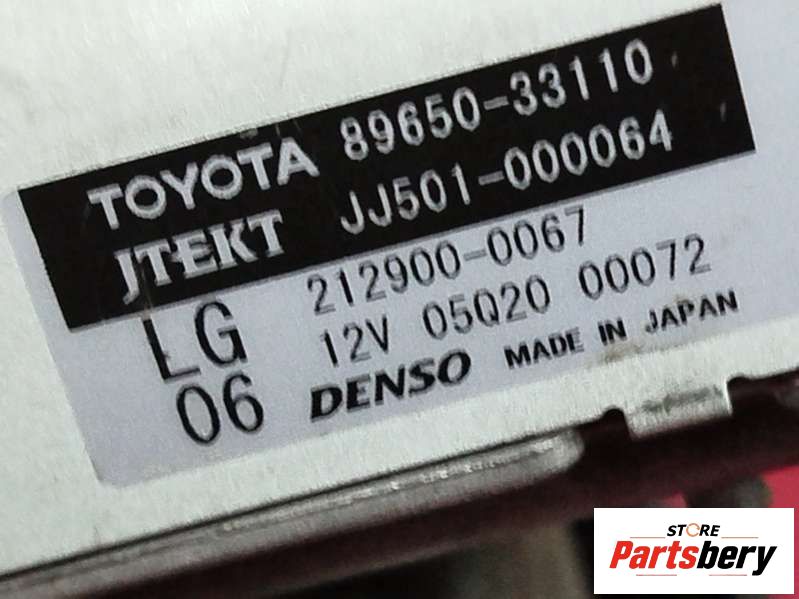 TOYOTA 89650-33110
JTEKT JJ501-000064
LG 212900-0067
12V 05Q20 00072
06 DENSO MADE IN JAPAN
STORE
Partsbery